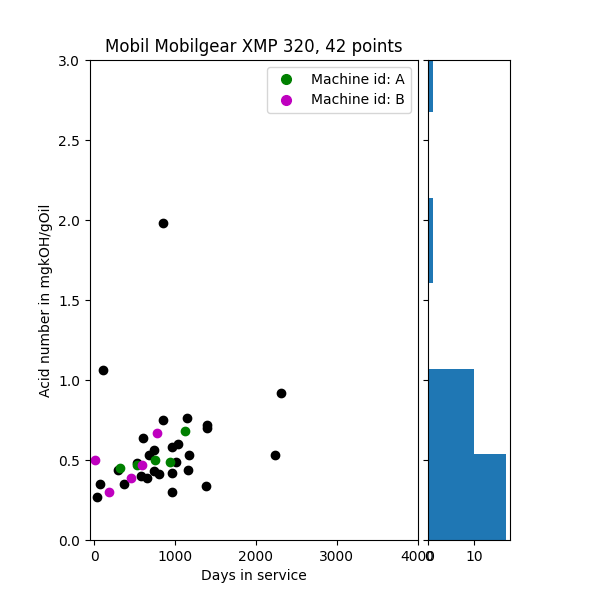 Mobil Mobilgear XMP 320, 42 points
Machine id: A
Machine id: B
3.0
2.5
2.0
1.5
1.0
0.5
0.0
0 1000 2000 3000 4000 0 10
Days in service
Acid number in mgkOH/gOil